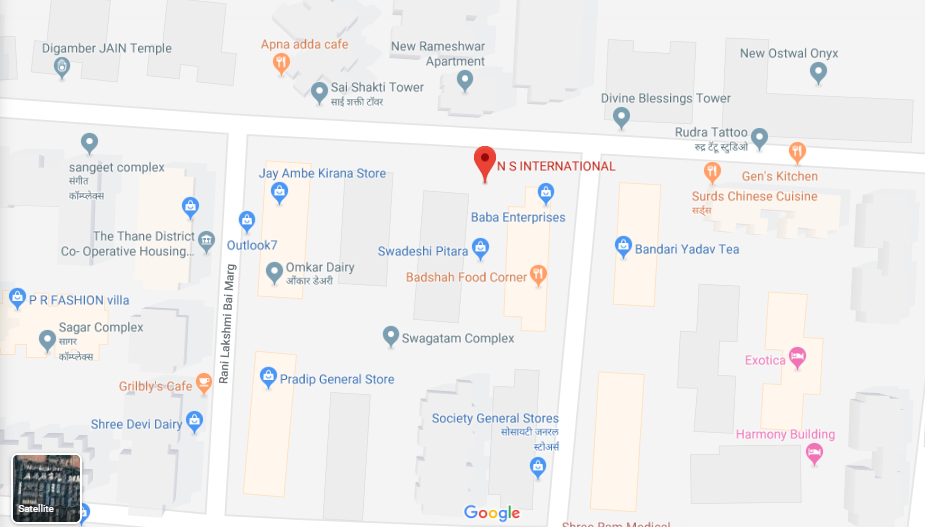 Digamber JAIN Temple
Apna adda cafe
New Rameshwar
Apartment
New Ostwal Onyx
Sai Shakti Tower
साई शक्ती टॉवर
Divine Blessings Tower
Rudra Tattoo
रुद्र टॅटू स्टुडिओ
sangeet complex
संगीत
कॉम्प्लेक्स
Jay Ambe Kirana Store
N S INTERNATIONAL
Gen's Kitchen
Surds Chinese Cuisine
सर्ड्स
Baba Enterprises
The Thane District
Co- Operative Housing...
Outlook7
Swadeshi Pitara
Bandari Yadav Tea
Omkar Dairy
ओंकार डेअरी
Badshah Food Corner
Rani Lakshmi Bai Marg
P R FASHION villa
Sagar Complex
सागर
कॉम्प्लेक्स
Swagatam Complex
Exotica
Grilbly's Cafe
Pradip General Store
Shree Devi Dairy
Society General Stores
सोसायटी जनरल
स्टोअर्स
Harmony Building
Satellite
Google
Shree Ram Medical